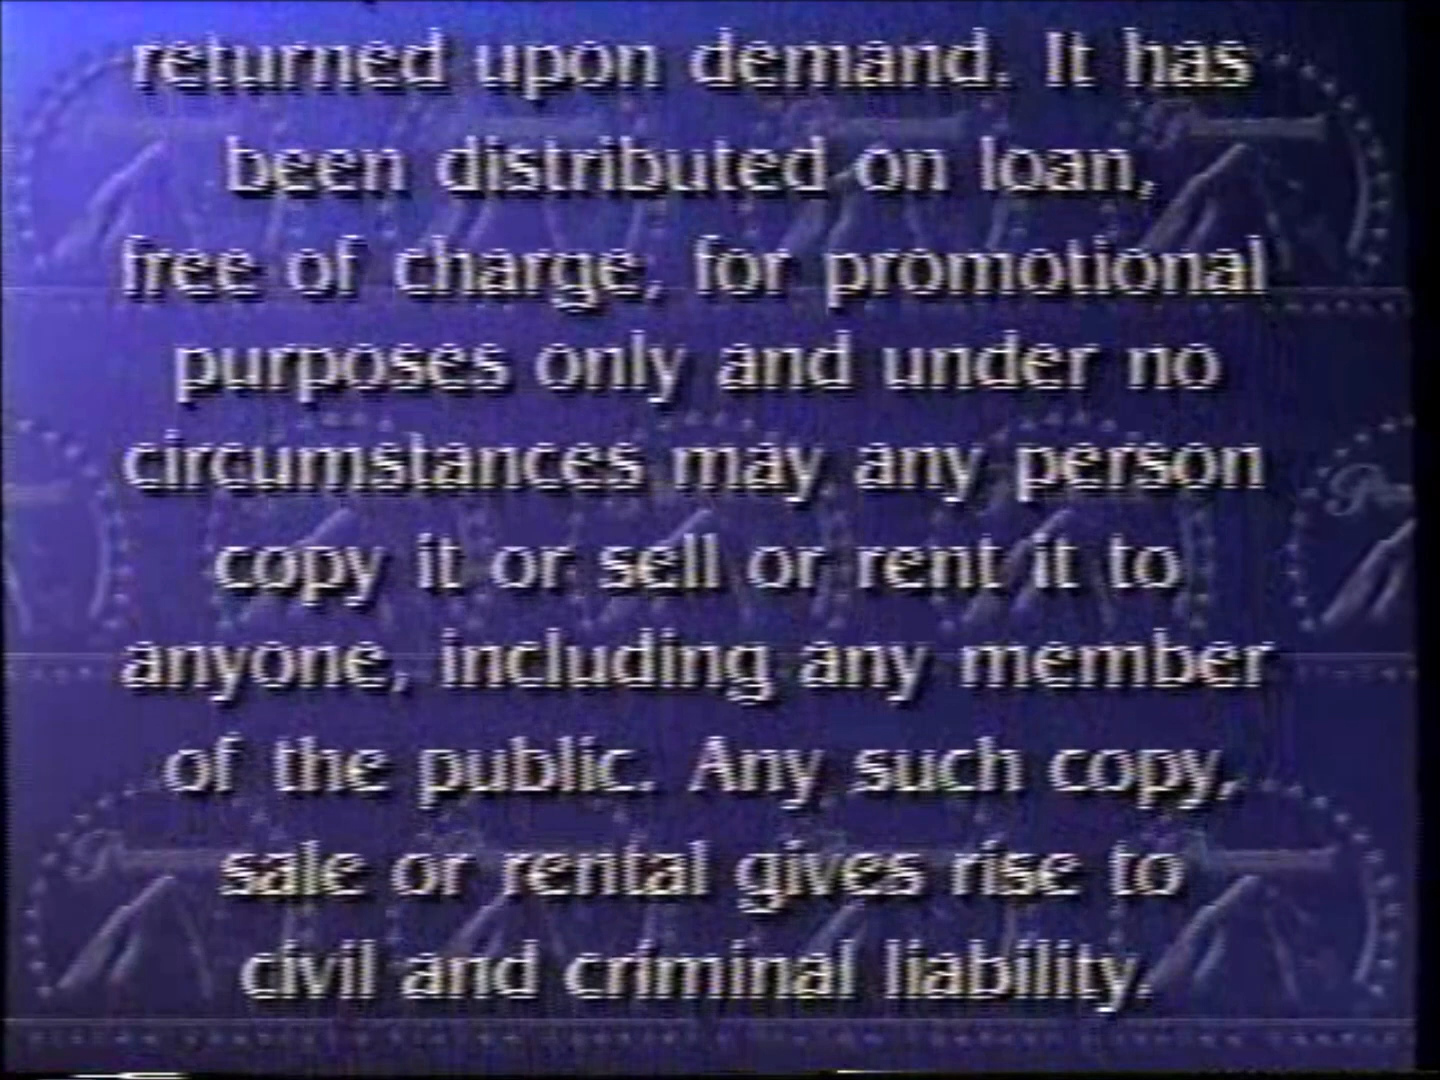 returned upon demand. It has
been distributed on loan,
free of charge, for promotional
purposes only and under no
circumstances may any person
copy it or sell or rent it to
anyone, including any member
of the public. Any such copy,
sale or rental gives rise to
civil and criminal liability.